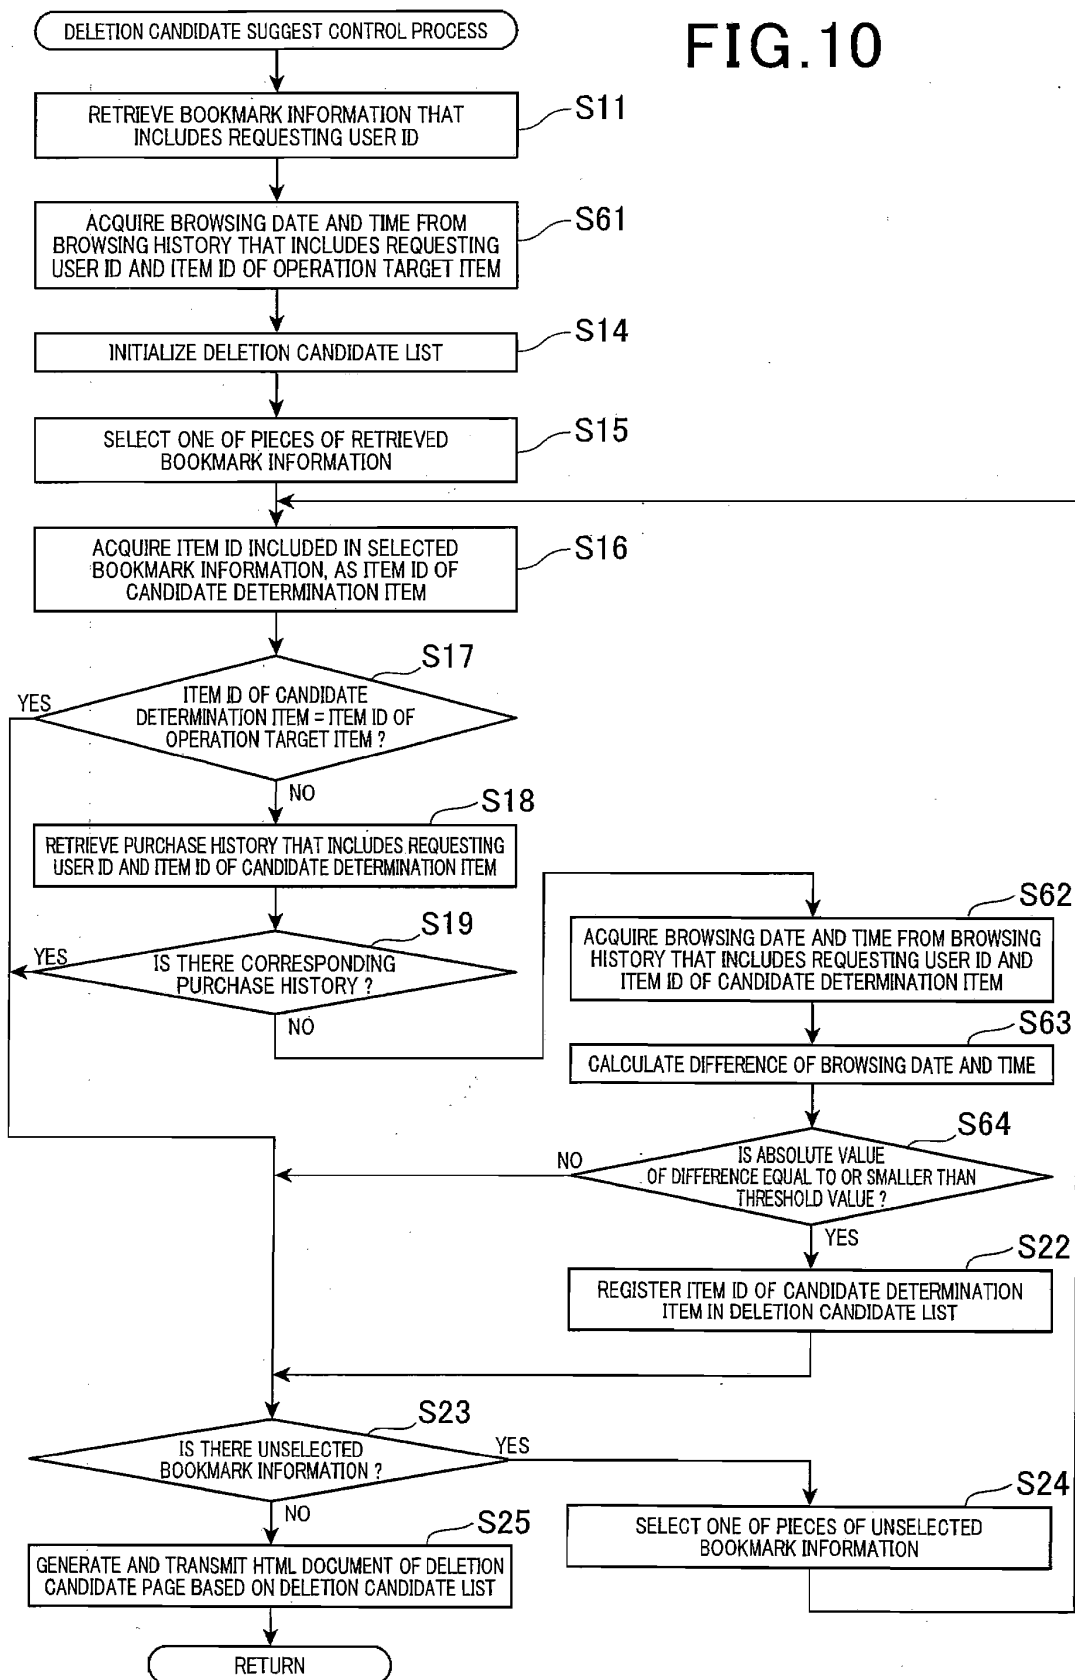 DELETION CANDIDATE SUGGEST CONTROL PROCESS
FIG.10
S11
RETRIEVE BOOKMARK INFORMATION THAT
INCLUDES REQUESTING USER ID
S61
ACQUIRE BROWSING DATE AND TIME FROM
BROWSING HISTORY THAT INCLUDES REQUESTING
USER ID AND ITEM ID OF OPERATION TARGET ITEM
S14
INITIALIZE DELETION CANDIDATE LIST
S15
SELECT ONE OF PIECES OF RETRIEVED
BOOKMARK INFORMATION
S16
ACQUIRE ITEM ID INCLUDED IN SELECTED
BOOKMARK INFORMATION, AS ITEM ID OF
CANDIDATE DETERMINATION ITEM
S17
YES
ITEM ID OF CANDIDATE
DETERMINATION ITEM = ITEM ID OF
OPERATION TARGET ITEM ?
NO
S18
RETRIEVE PURCHASE HISTORY THAT INCLUDES REQUESTING
USER ID AND ITEM ID OF CANDIDATE DETERMINATION ITEM
S19
YES
IS THERE CORRESPONDING
PURCHASE HISTORY ?
NO
S62
ACQUIRE BROWSING DATE AND TIME FROM BROWSING
HISTORY THAT INCLUDES REQUESTING USER ID AND
ITEM ID OF CANDIDATE DETERMINATION ITEM
S63
CALCULATE DIFFERENCE OF BROWSING DATE AND TIME
S64
NO
IS ABSOLUTE VALUE
OF DIFFERENCE EQUAL TO OR SMALLER THAN
THRESHOLD VALUE ?
YES
S22
REGISTER ITEM ID OF CANDIDATE DETERMINATION
ITEM IN DELETION CANDIDATE LIST
S23
IS THERE UNSELECTED
BOOKMARK INFORMATION ?
YES
NO
S24
SELECT ONE OF PIECES OF UNSELECTED
BOOKMARK INFORMATION
S25
GENERATE AND TRANSMIT HTML DOCUMENT OF DELETION
CANDIDATE PAGE BASED ON DELETION CANDIDATE LIST
RETURN